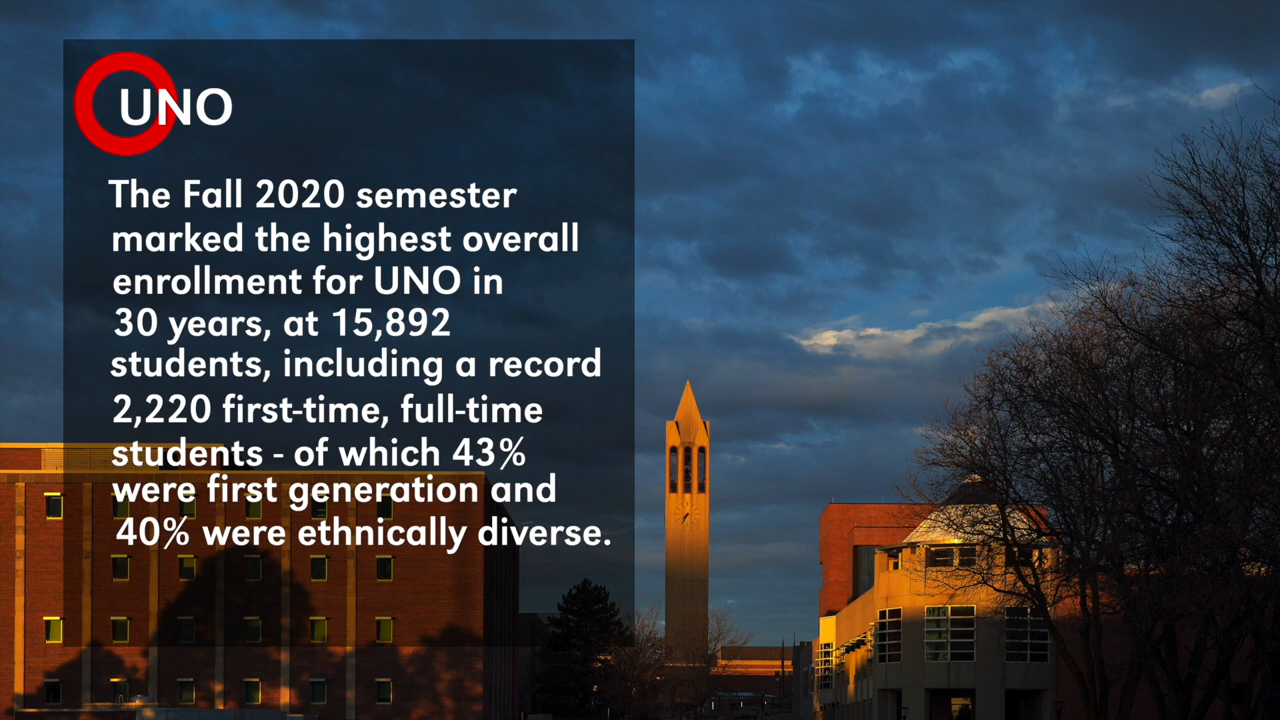 UNO
The Fall 2020 semester
marked the highest overall
enrollment for UNO in
30 years, at 15,892
students, including a record
2,220 first-time, full-time
students - of which 43%
were first generation and
40% were ethnically diverse.